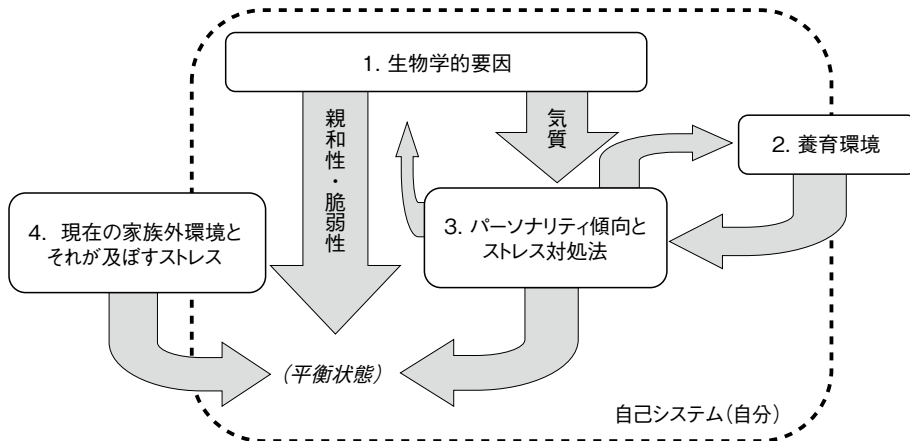 1. 生物学的要因
親和性・脆弱性
気質
2. 養育環境
3. パーソナリティ傾向と
ストレス対処法
4. 現在の家族外環境と
それが及ぼすストレス
(平衡状態)
自己システム(自分)